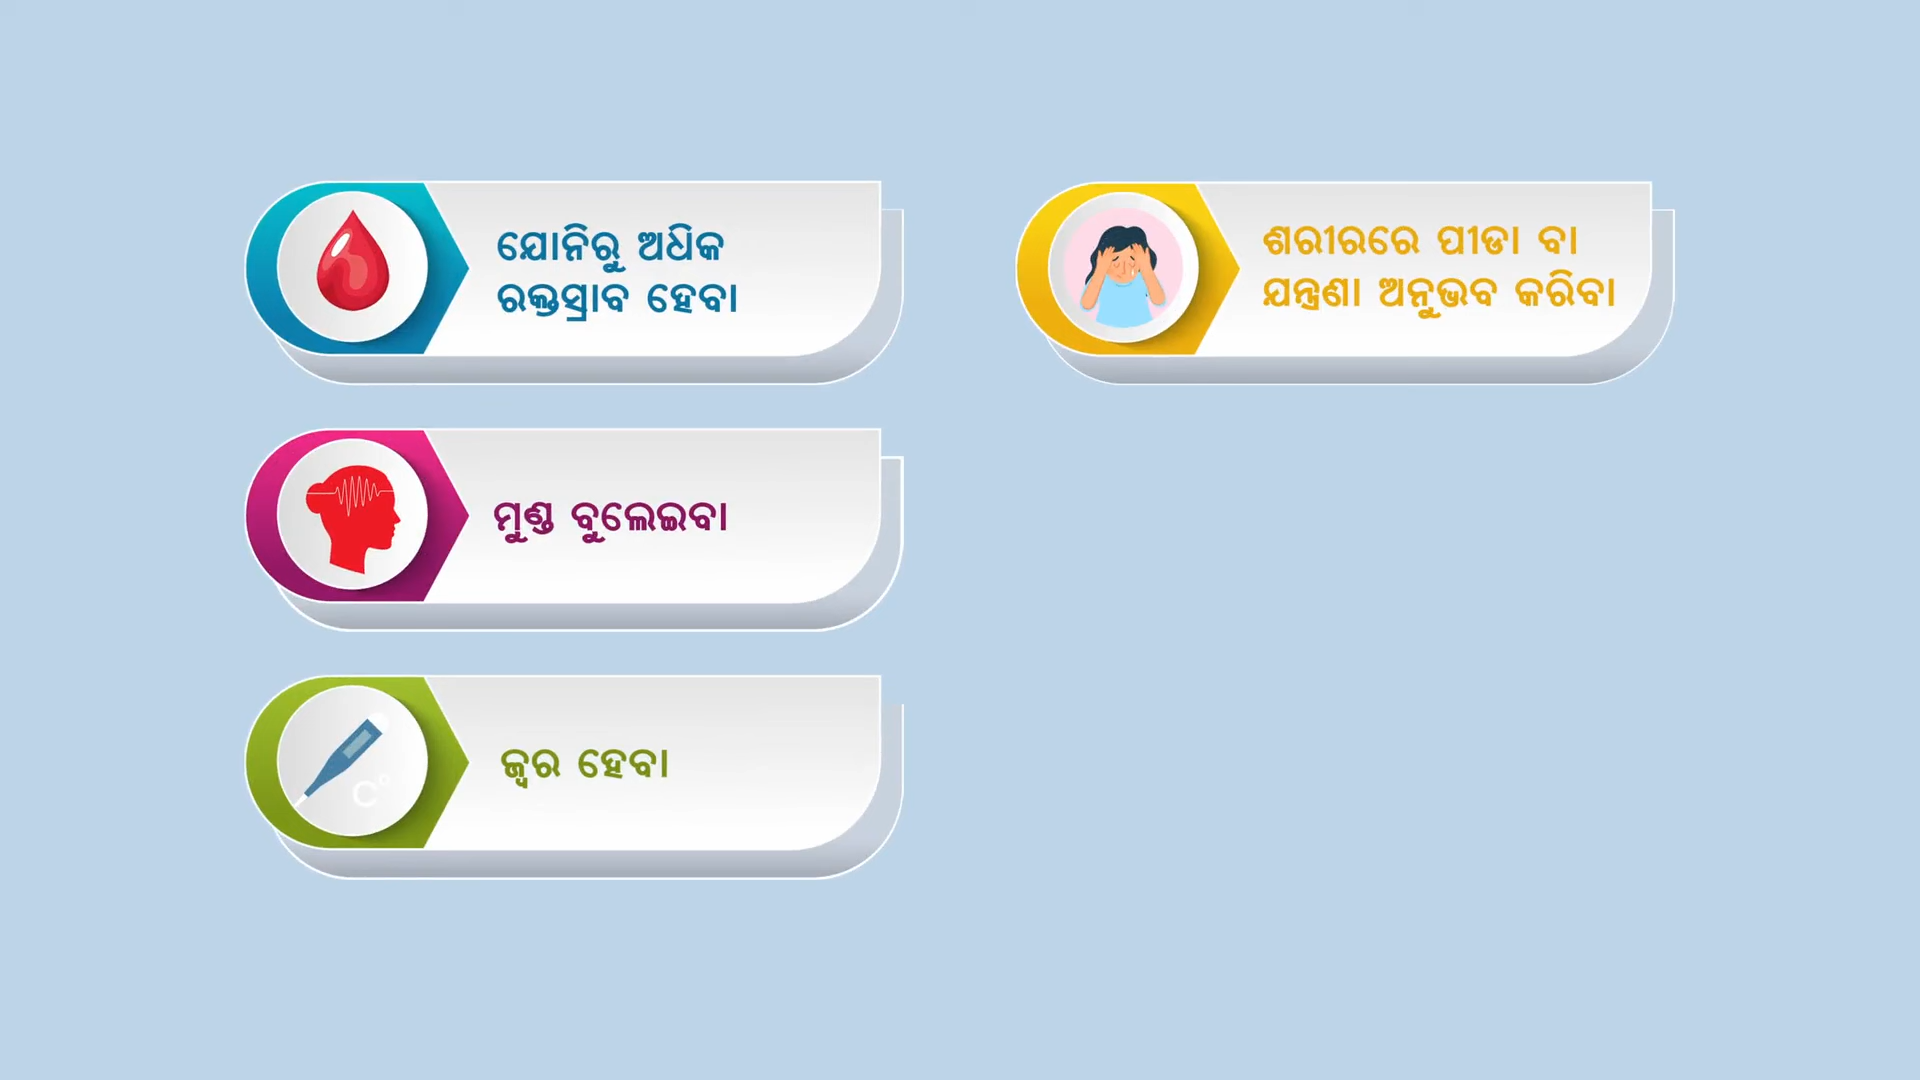 ଯୋନିରୁ ଅଧିକ
ରକ୍ତସ୍ରାବ ହେବା
ମୁଣ୍ଡ ବୁଲେଇବା
ଜ୍ୱର ହେବା
ଶରୀରରେ ପୀଡା ବା
ଯନ୍ତ୍ରଣା ଅନୁଭବ କରିବା